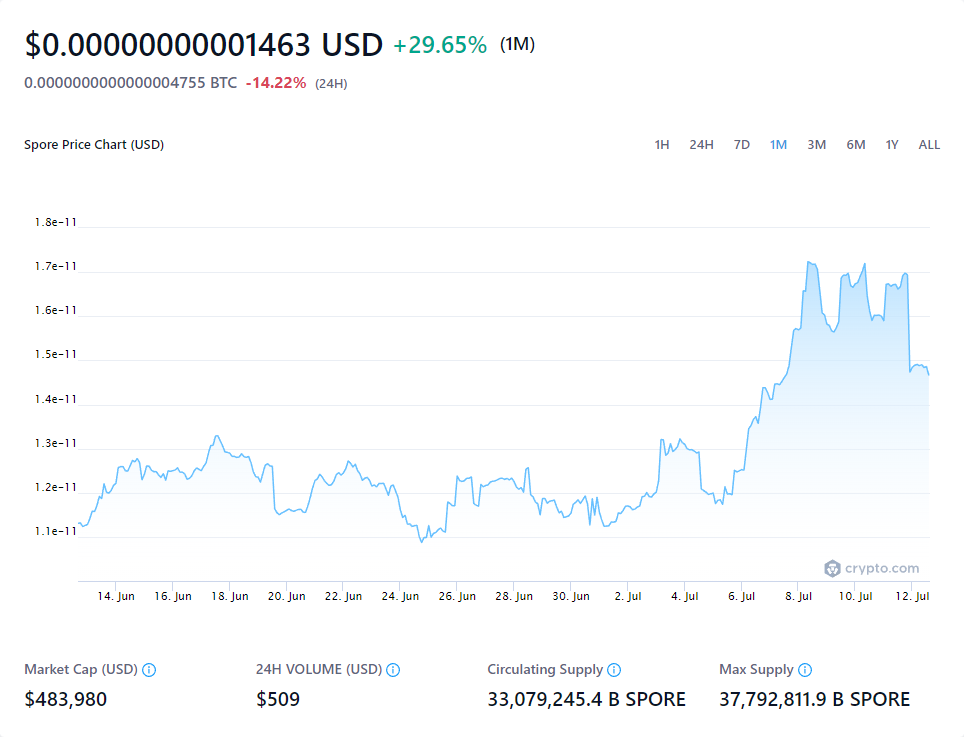 $0.00000000001463 USD +29.65% (1M)
0.0000000000000004755 BTC -14.22% (24H)
Spore Price Chart (USD) 1H 24H 7D 1M 3M 6M 1Y ALL
1.8e-11
1.7e-11
1.6e-11
1.5e-11
1.4e-11
1.3e-11
1.2e-11
1.1e-11
crypto.com
14. Jun 16. Jun 18. Jun 20. Jun 22. Jun 24. Jun 26. Jun 28. Jun 30. Jun 2. Jul 4. Jul 6. Jul 8. Jul 10. Jul 12. Jul
Market Cap (USD) 24H VOLUME (USD) Circulating Supply Max Supply
$483,980 $509 33,079,245.4 B SPORE 37,792,811.9 B SPORE